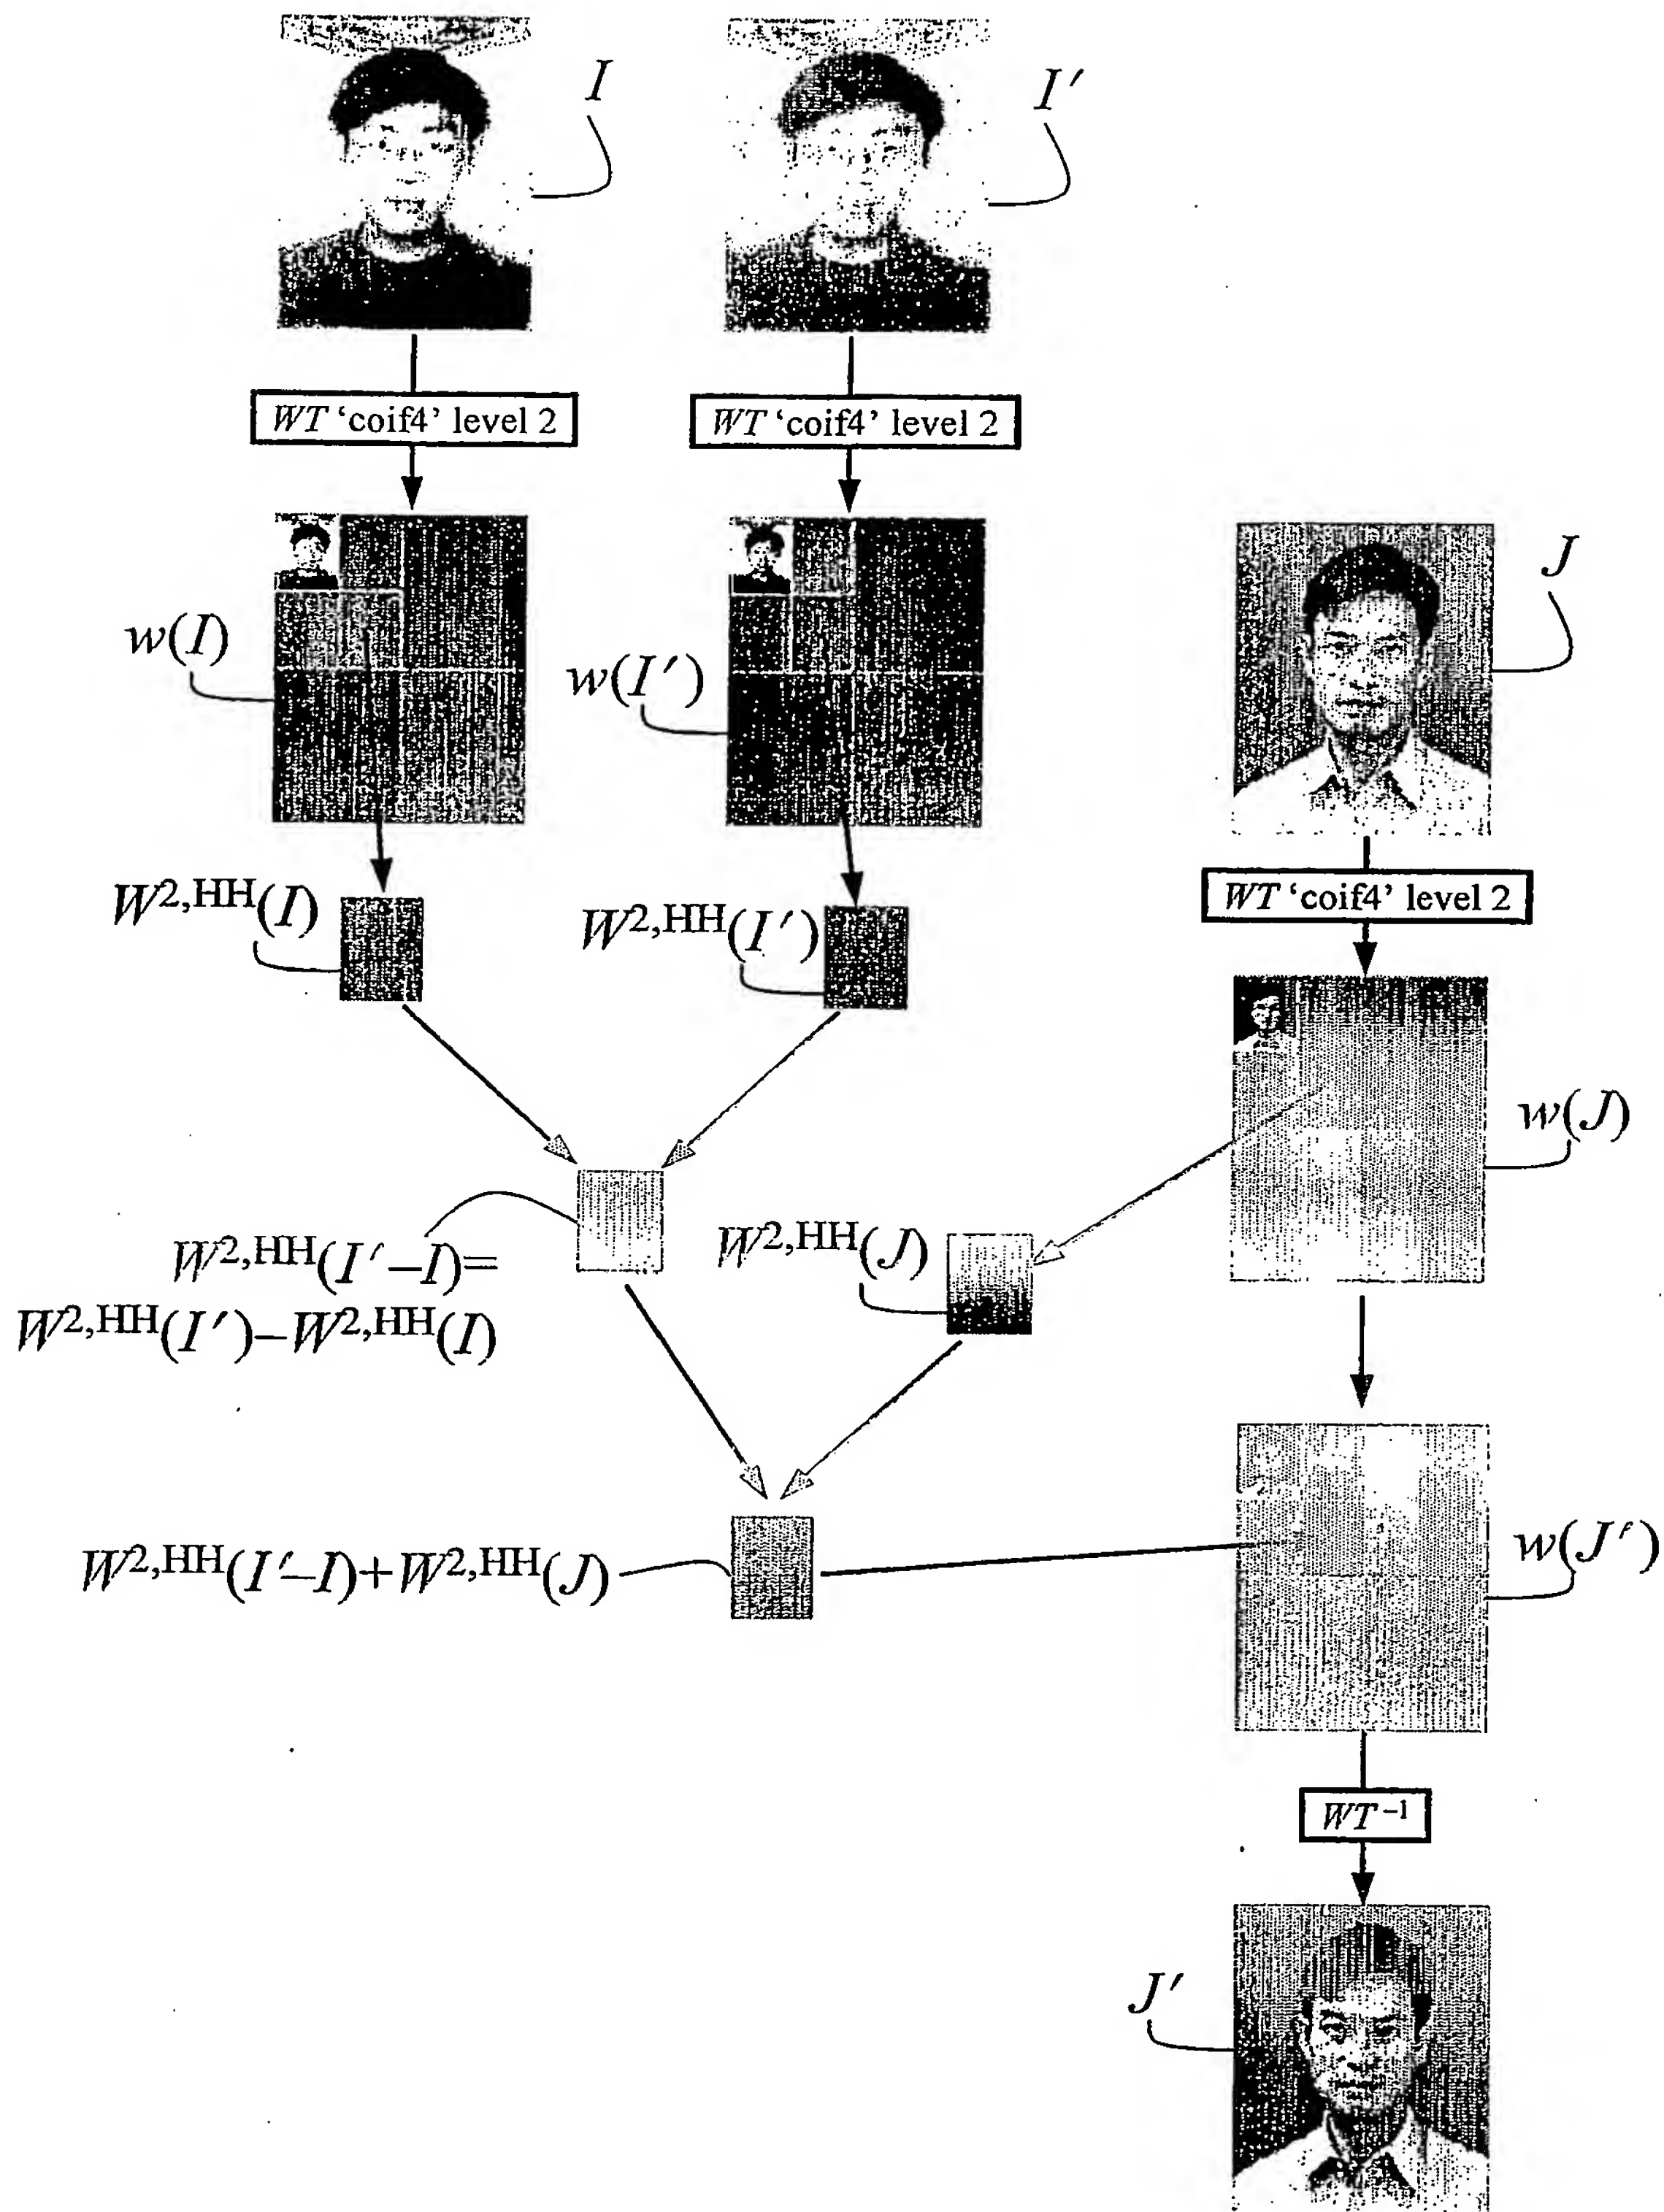 I
I′
WT ‘coif4’ level 2
WT ‘coif4’ level 2
w(I)
w(I′)
J
WT ‘coif4’ level 2
W2,HH(I)
W2,HH(I′)
w(J)
W2,HH(I′–I)=
W2,HH(I′)–W2,HH(I)
W2,HH(J)
W2,HH(I′–I)+W2,HH(J)
w(J′)
WT –1
J′